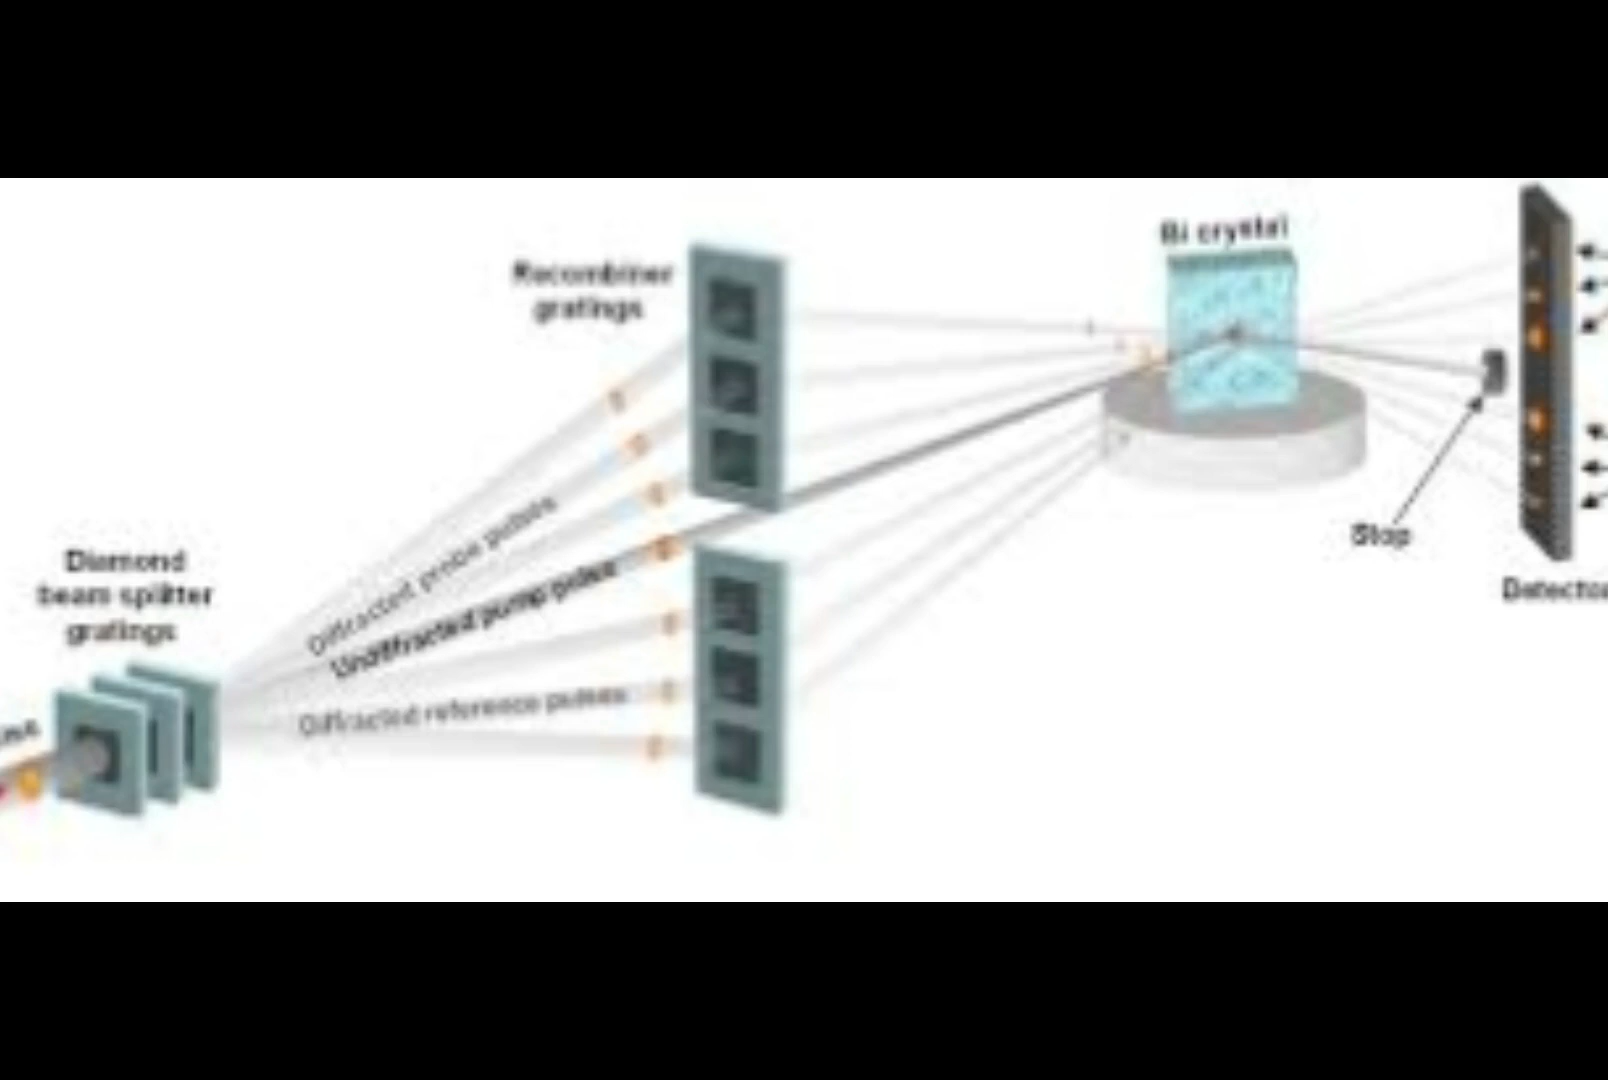 Bi crystal
Recombiner
gratings
Stop
Diffracted probe pulses
Undiffracted pump pulse
Diamond
beam splitter
gratings
Diffracted reference pulses